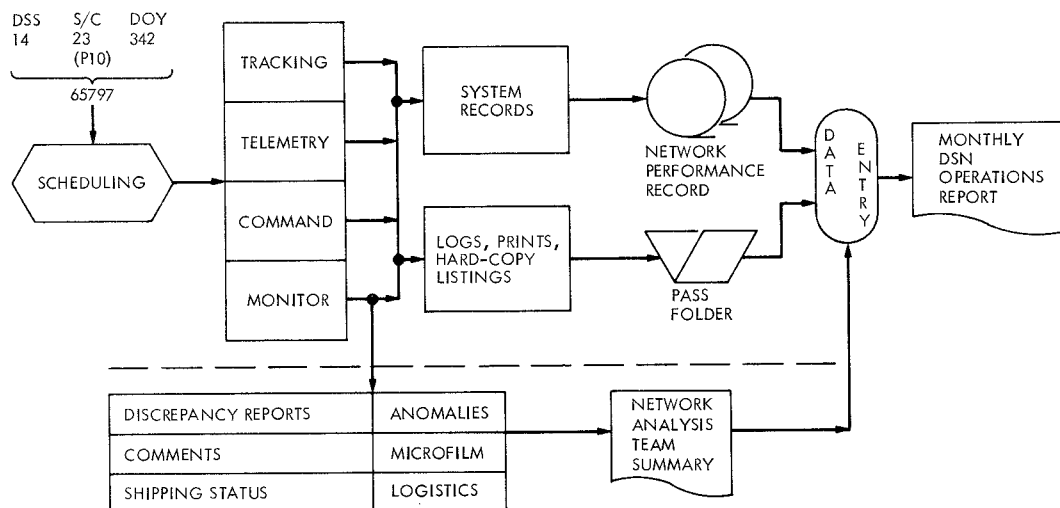 DSS S/C DOY
14 23 342
(P10)
65797
SCHEDULING
TRACKING
TELEMETRY
COMMAND
MONITOR
SYSTEM
RECORDS
LOGS, PRINTS,
HARD-COPY
LISTINGS
NETWORK
PERFORMANCE
RECORD
PASS
FOLDER
DATA
ENTRY
MONTHLY
DSN
OPERATIONS
REPORT
DISCREPANCY REPORTS ANOMALIES
COMMENTS MICROFILM
SHIPPING STATUS LOGISTICS
NETWORK
ANALYSIS
TEAM
SUMMARY